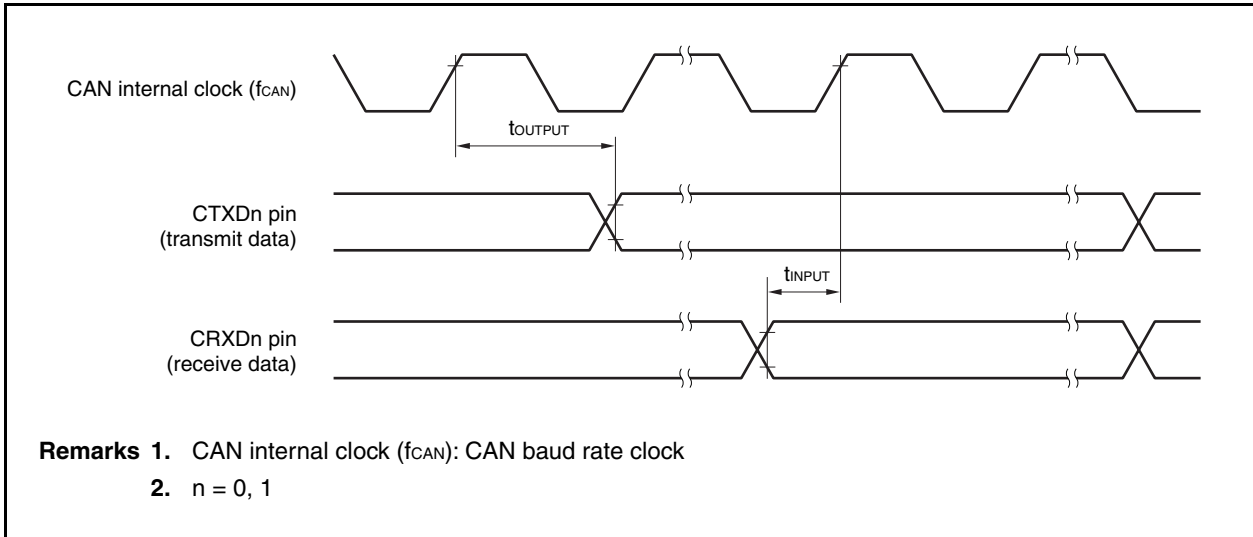 CAN internal clock (fCAN)
tOUTPUT
CTXDn pin
(transmit data)
tINPUT
CRXDn pin
(receive data)
Remarks 1. CAN internal clock (fCAN): CAN baud rate clock
2. n = 0, 1